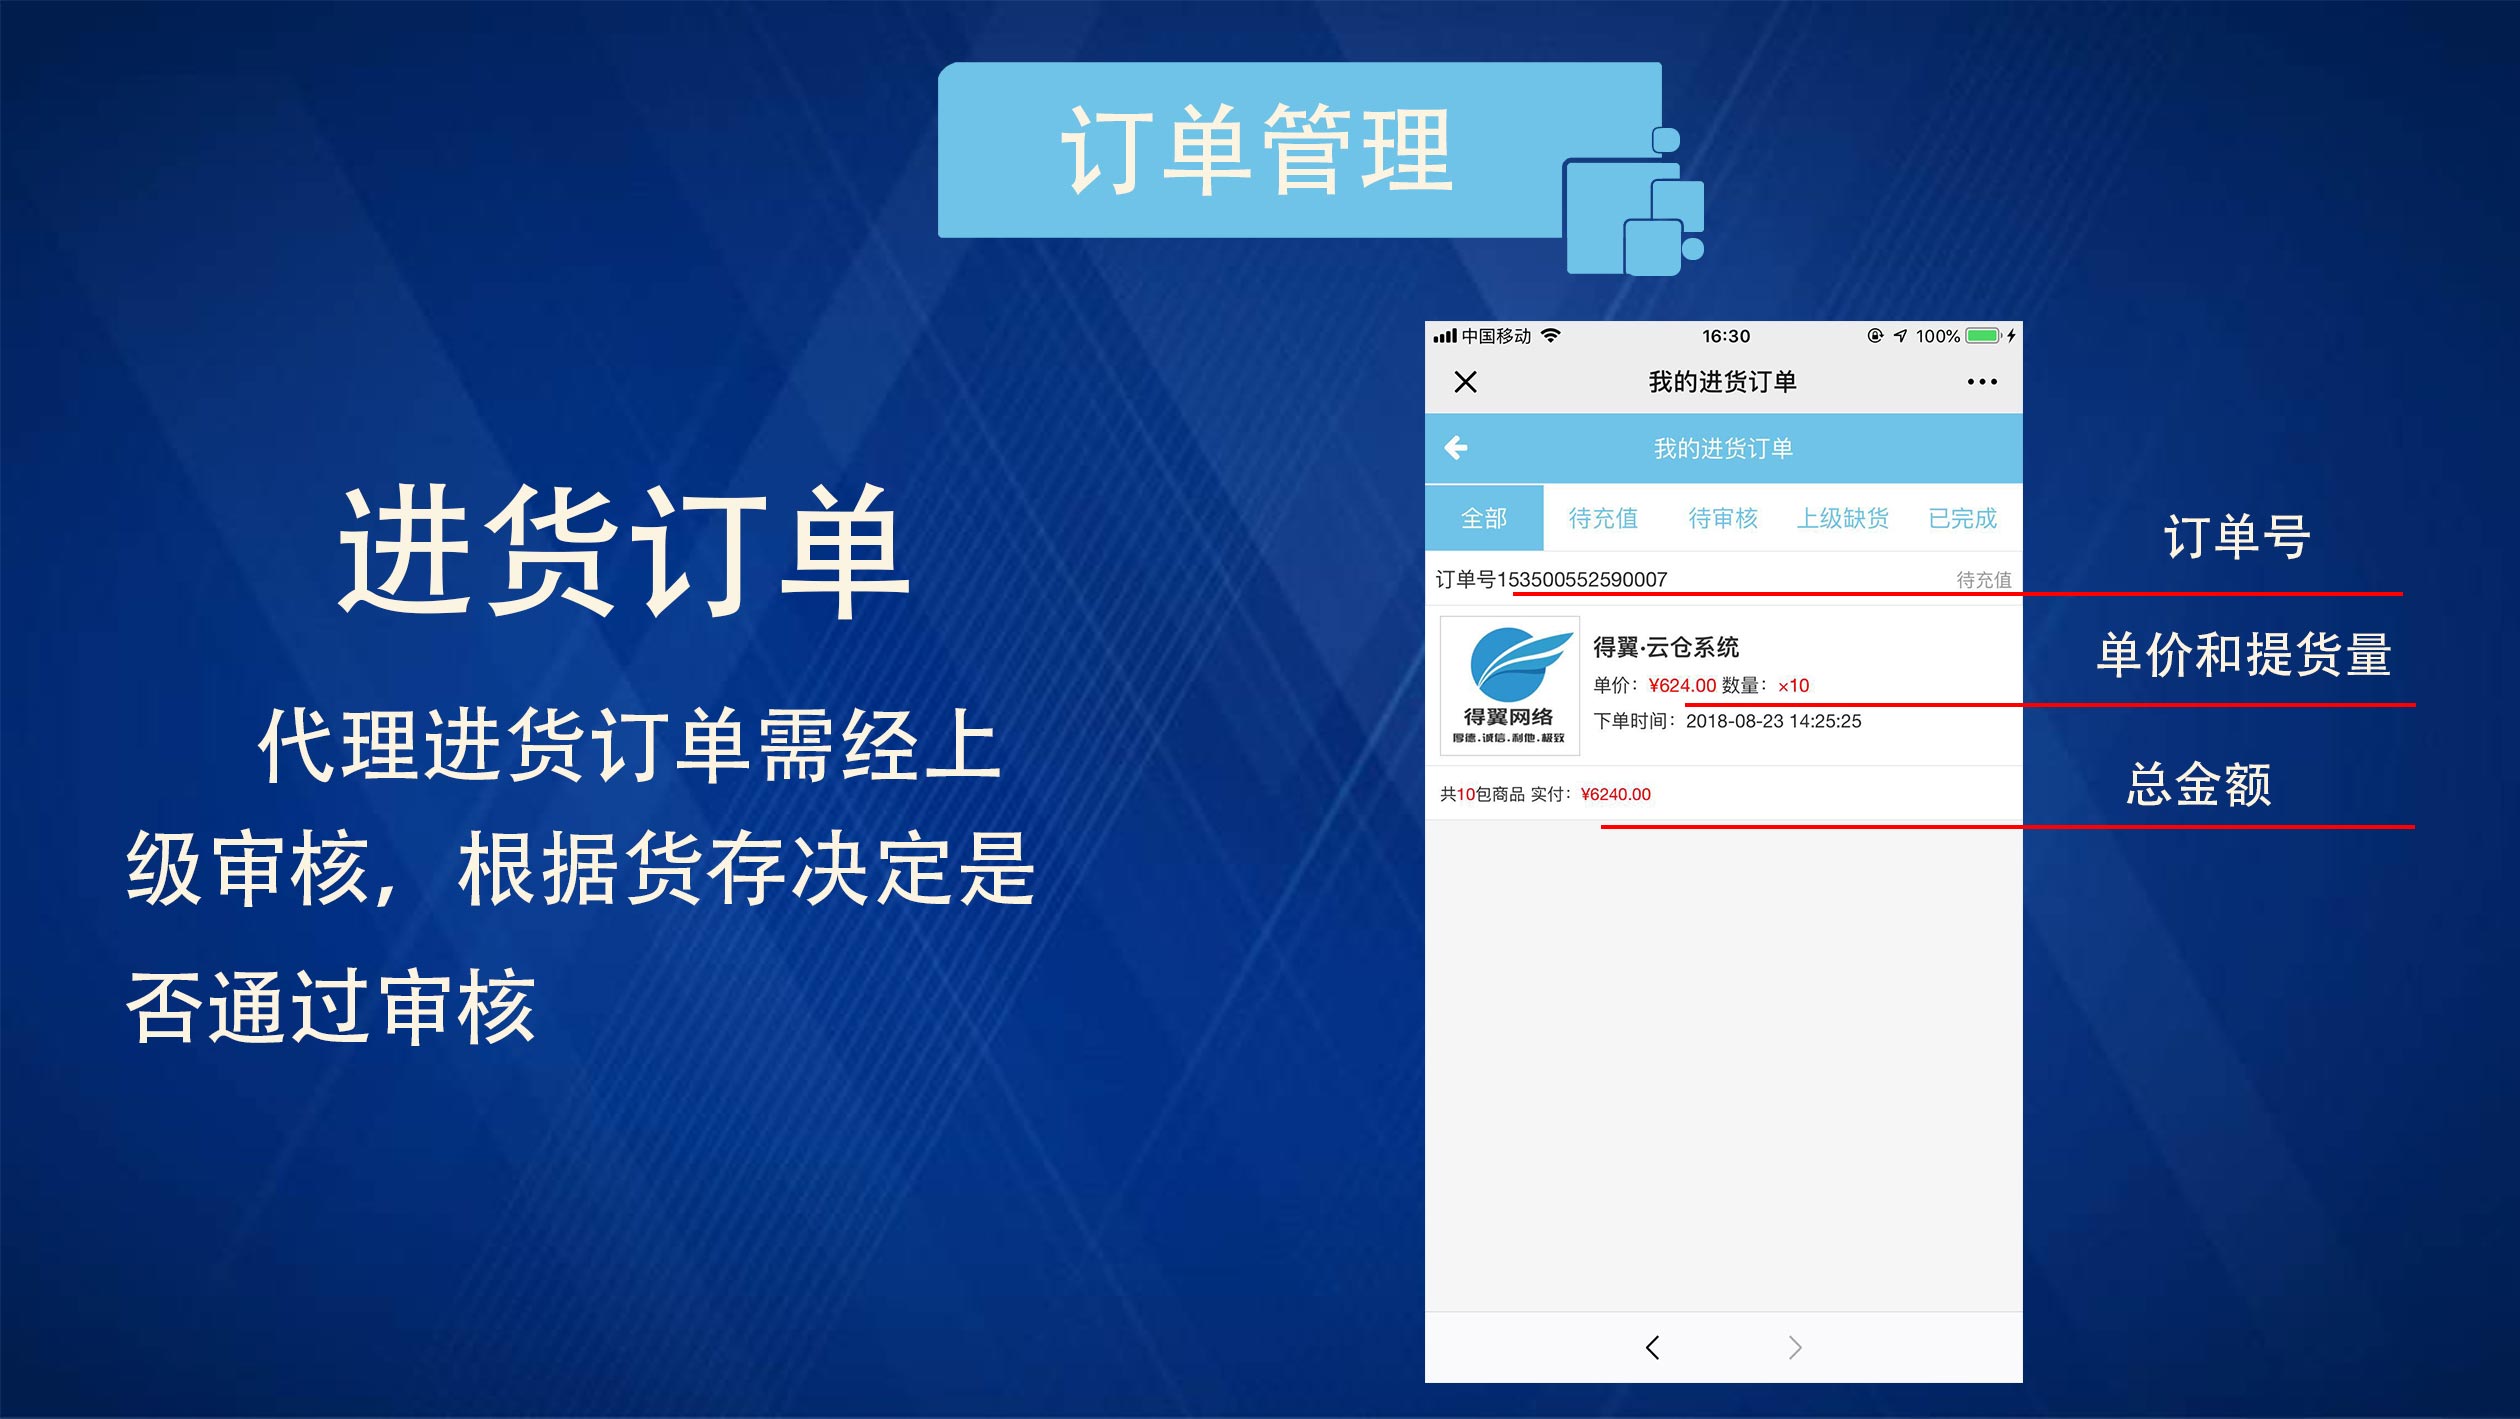 订单管理
进货订单
代理进货订单需经上
级审核，根据货存决定是
否通过审核
中国移动 16:30 100%
我的进货订单
我的进货订单
全部 待充值 待审核 上级缺货 已完成
订单号153500552590007 待充值
得翼·云仓系统
单价：¥624.00 数量：×10
下单时间：2018-08-23 14:25:25
得翼网络
厚德.诚信.利他.极致
共10包商品 实付：¥6240.00
订单号
单价和提货量
总金额